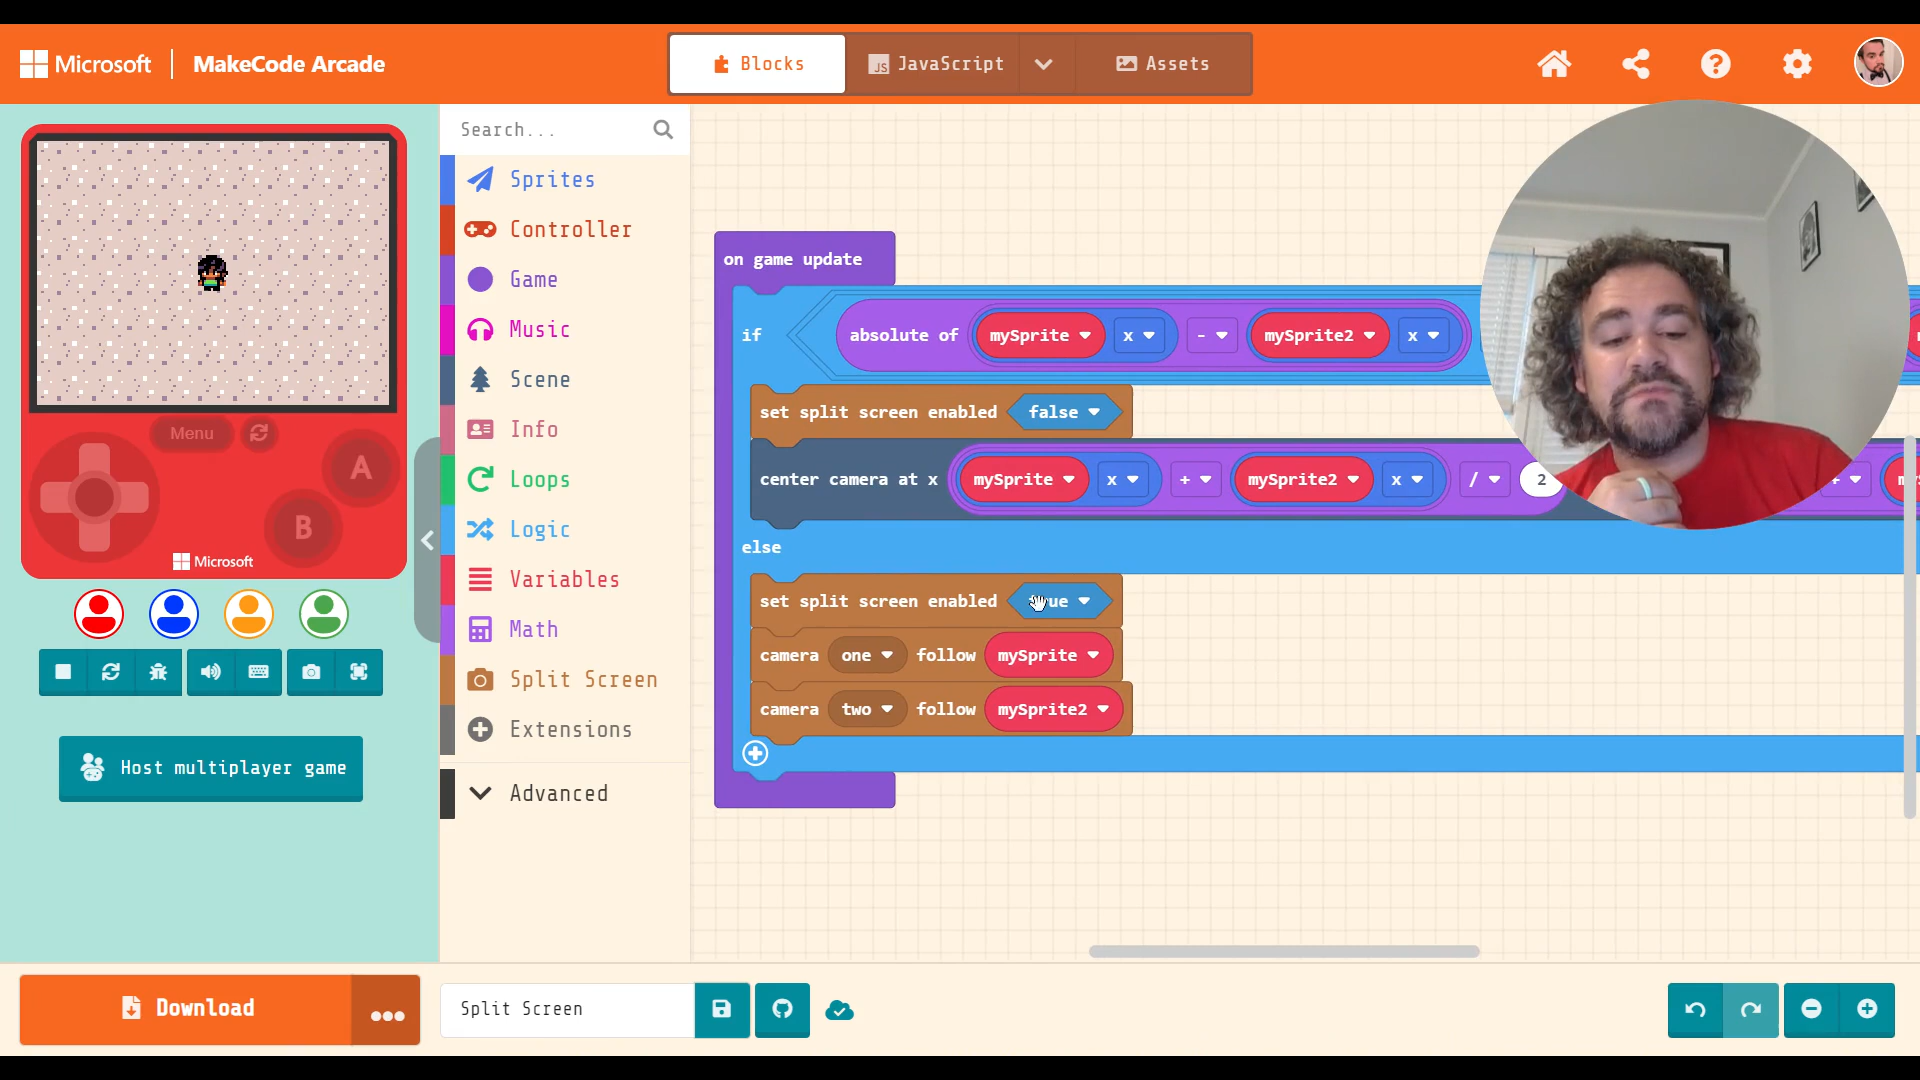 Microsoft
MakeCode Arcade
Blocks
JavaScript
Assets
Search...
Sprites
Controller
Game
Music
Scene
Info
Loops
Logic
Variables
Math
Split Screen
Extensions
Advanced
Menu
A
B
Microsoft
Host multiplayer game
on game update
if absolute of mySprite x - mySprite2 x
set split screen enabled false
center camera at x mySprite x + mySprite2 x / 2 +
else
set split screen enabled
camera one follow mySprite
camera two follow mySprite2
Download
Split Screen